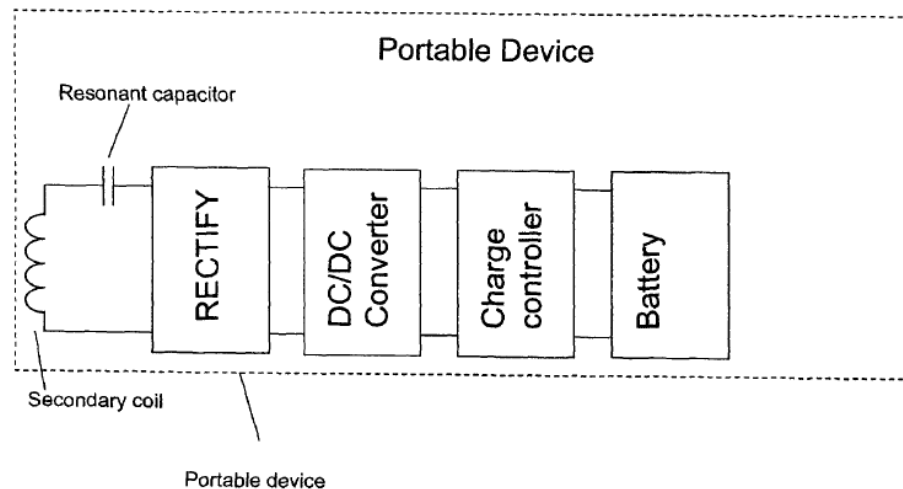 Portable Device
Resonant capacitor
RECTIFY
DC/DC
Converter
Charge
controller
Battery
Secondary coil
Portable device